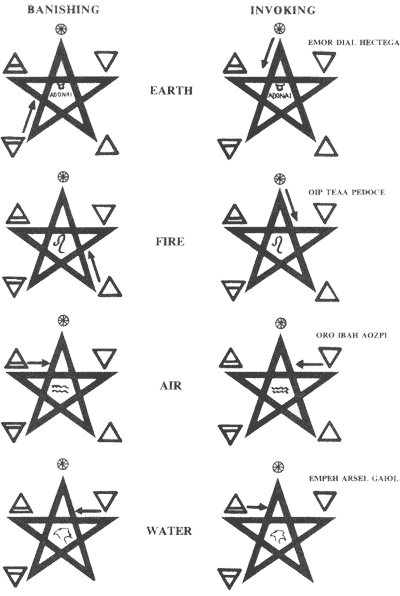 BANISHING INVOKING
EMOR DIAL HECTEGA
ADONAI EARTH ADONAI
OIP TEAA PEDOCE
FIRE
ORO IBAH AOZPI
AIR
EMPEH ARSEL GAIOL
WATER